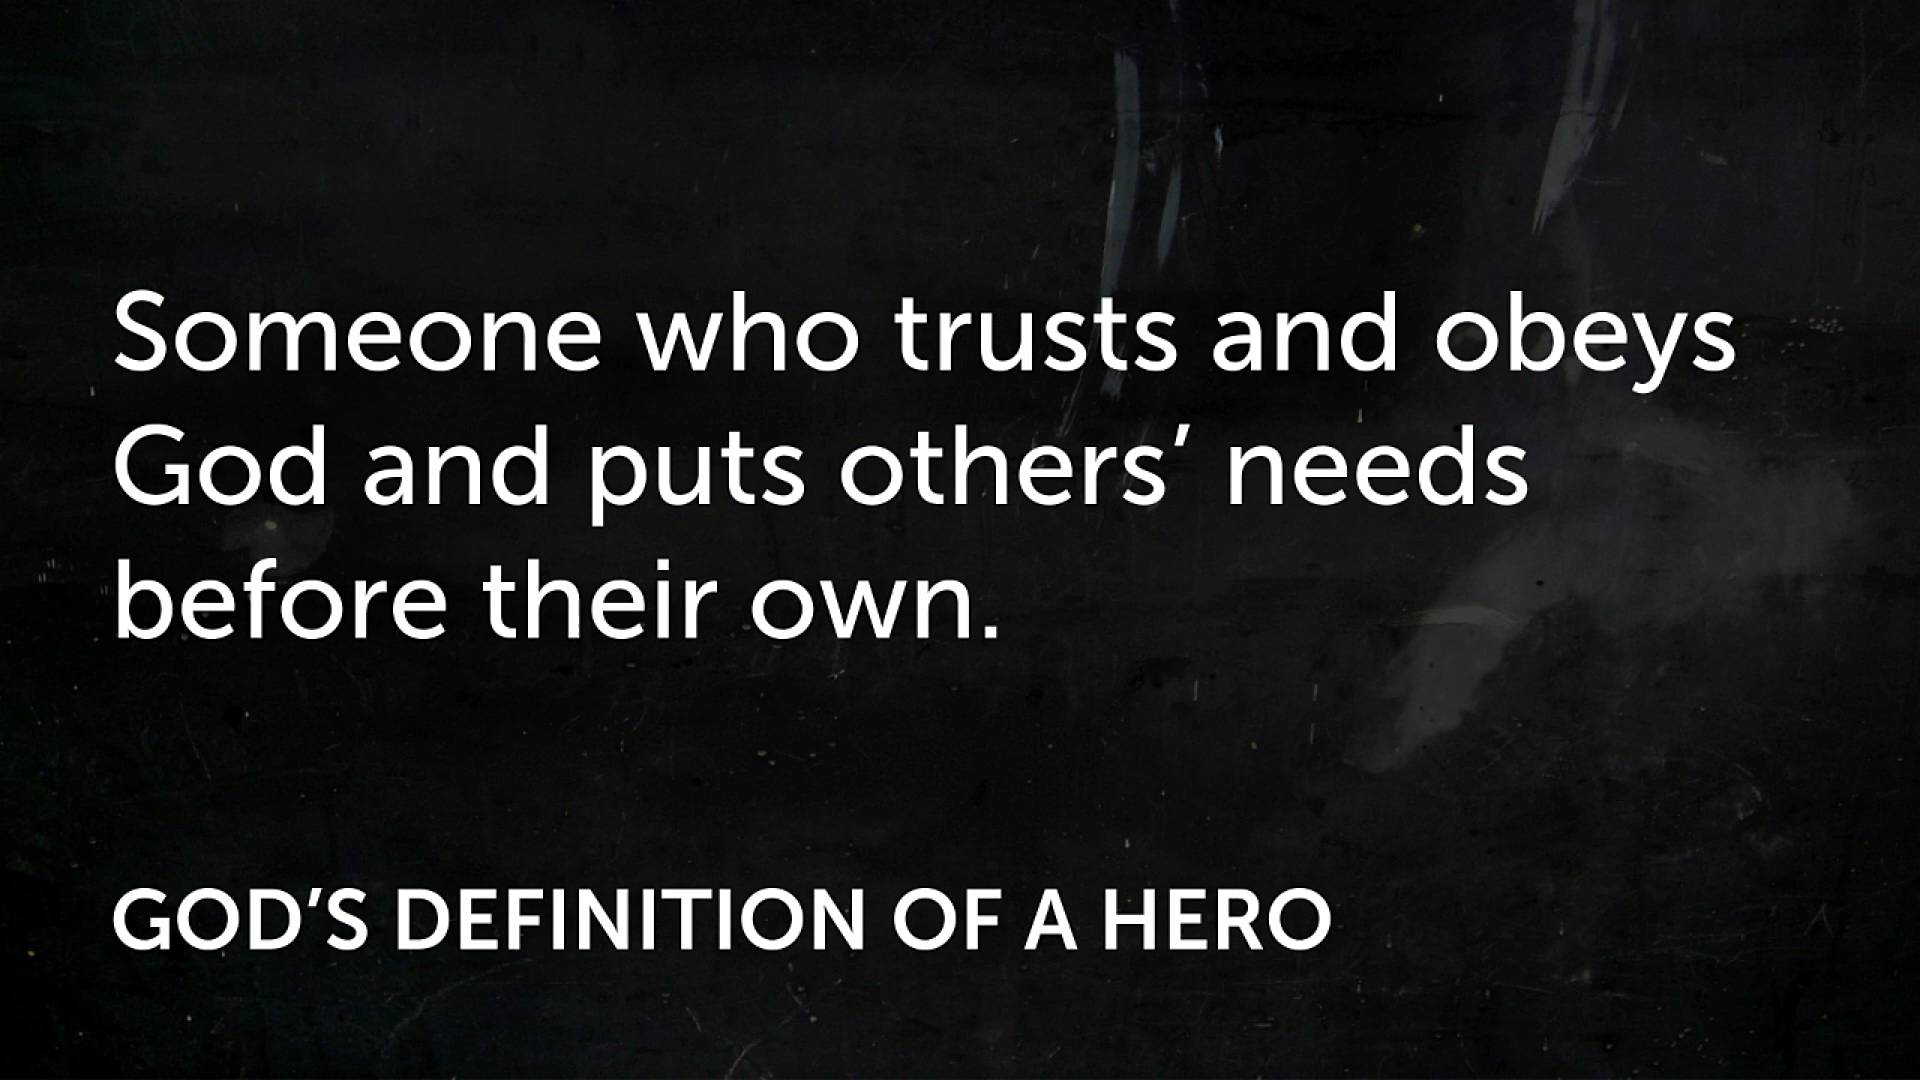 Someone who trusts and obeys
God and puts others’ needs
before their own.
GOD’S DEFINITION OF A HERO